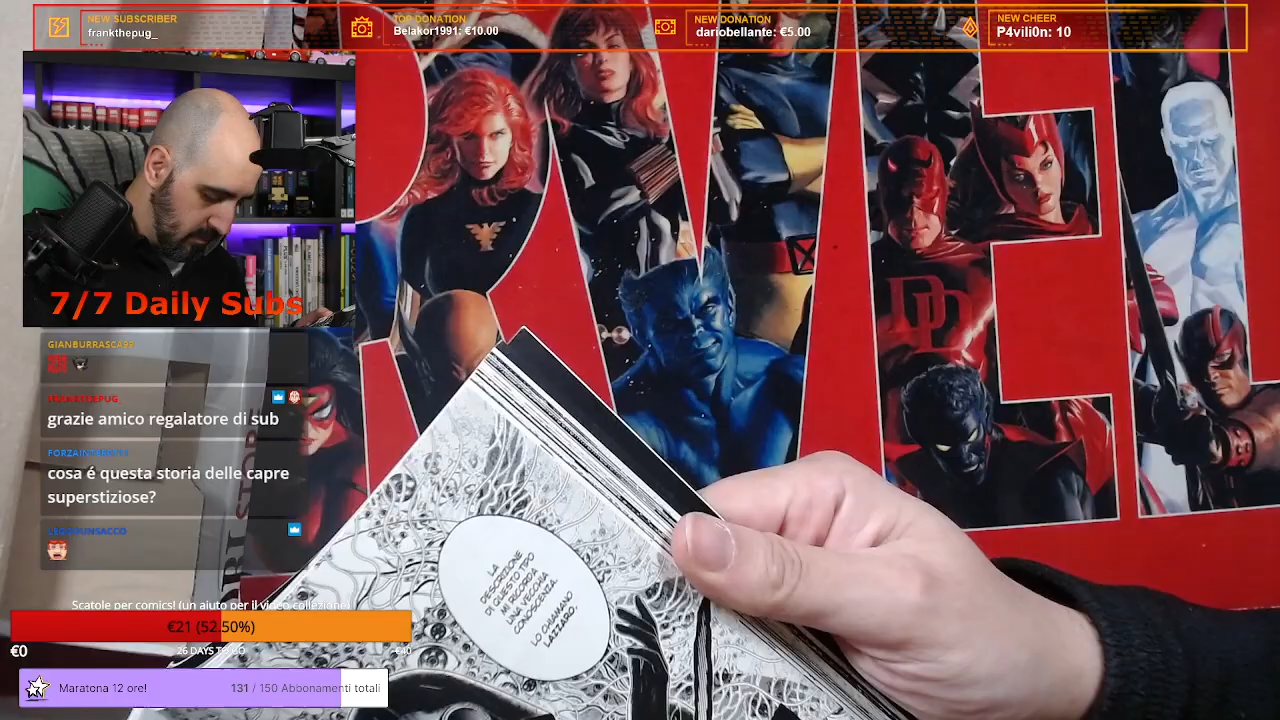 NEW SUBSCRIBER
frankthepug_
TOP DONATION
Belakor1991: €10.00
NEW DONATION
dariobellante: €5.00
NEW CHEER
P4vili0n: 10
7/7 Daily Subs
GIANBURRASCA93
grazie amico regalatore di sub
cosa é questa storia delle capre
superstiziose?
LEGGOUNSACCO
Scatole per comics! (un aiuto per il video collezione)
€21 (52.50%)
€0
26 DAYS TO GO
€40
Maratona 12 ore!
131 / 150 Abbonamenti totali
LA
DESCRIZIONE
DI QUESTO TIPO
MI RICORDA
UNA VECCHIA
CONOSCENZA.
LO CHIAMANO
LAZZARO.
DD